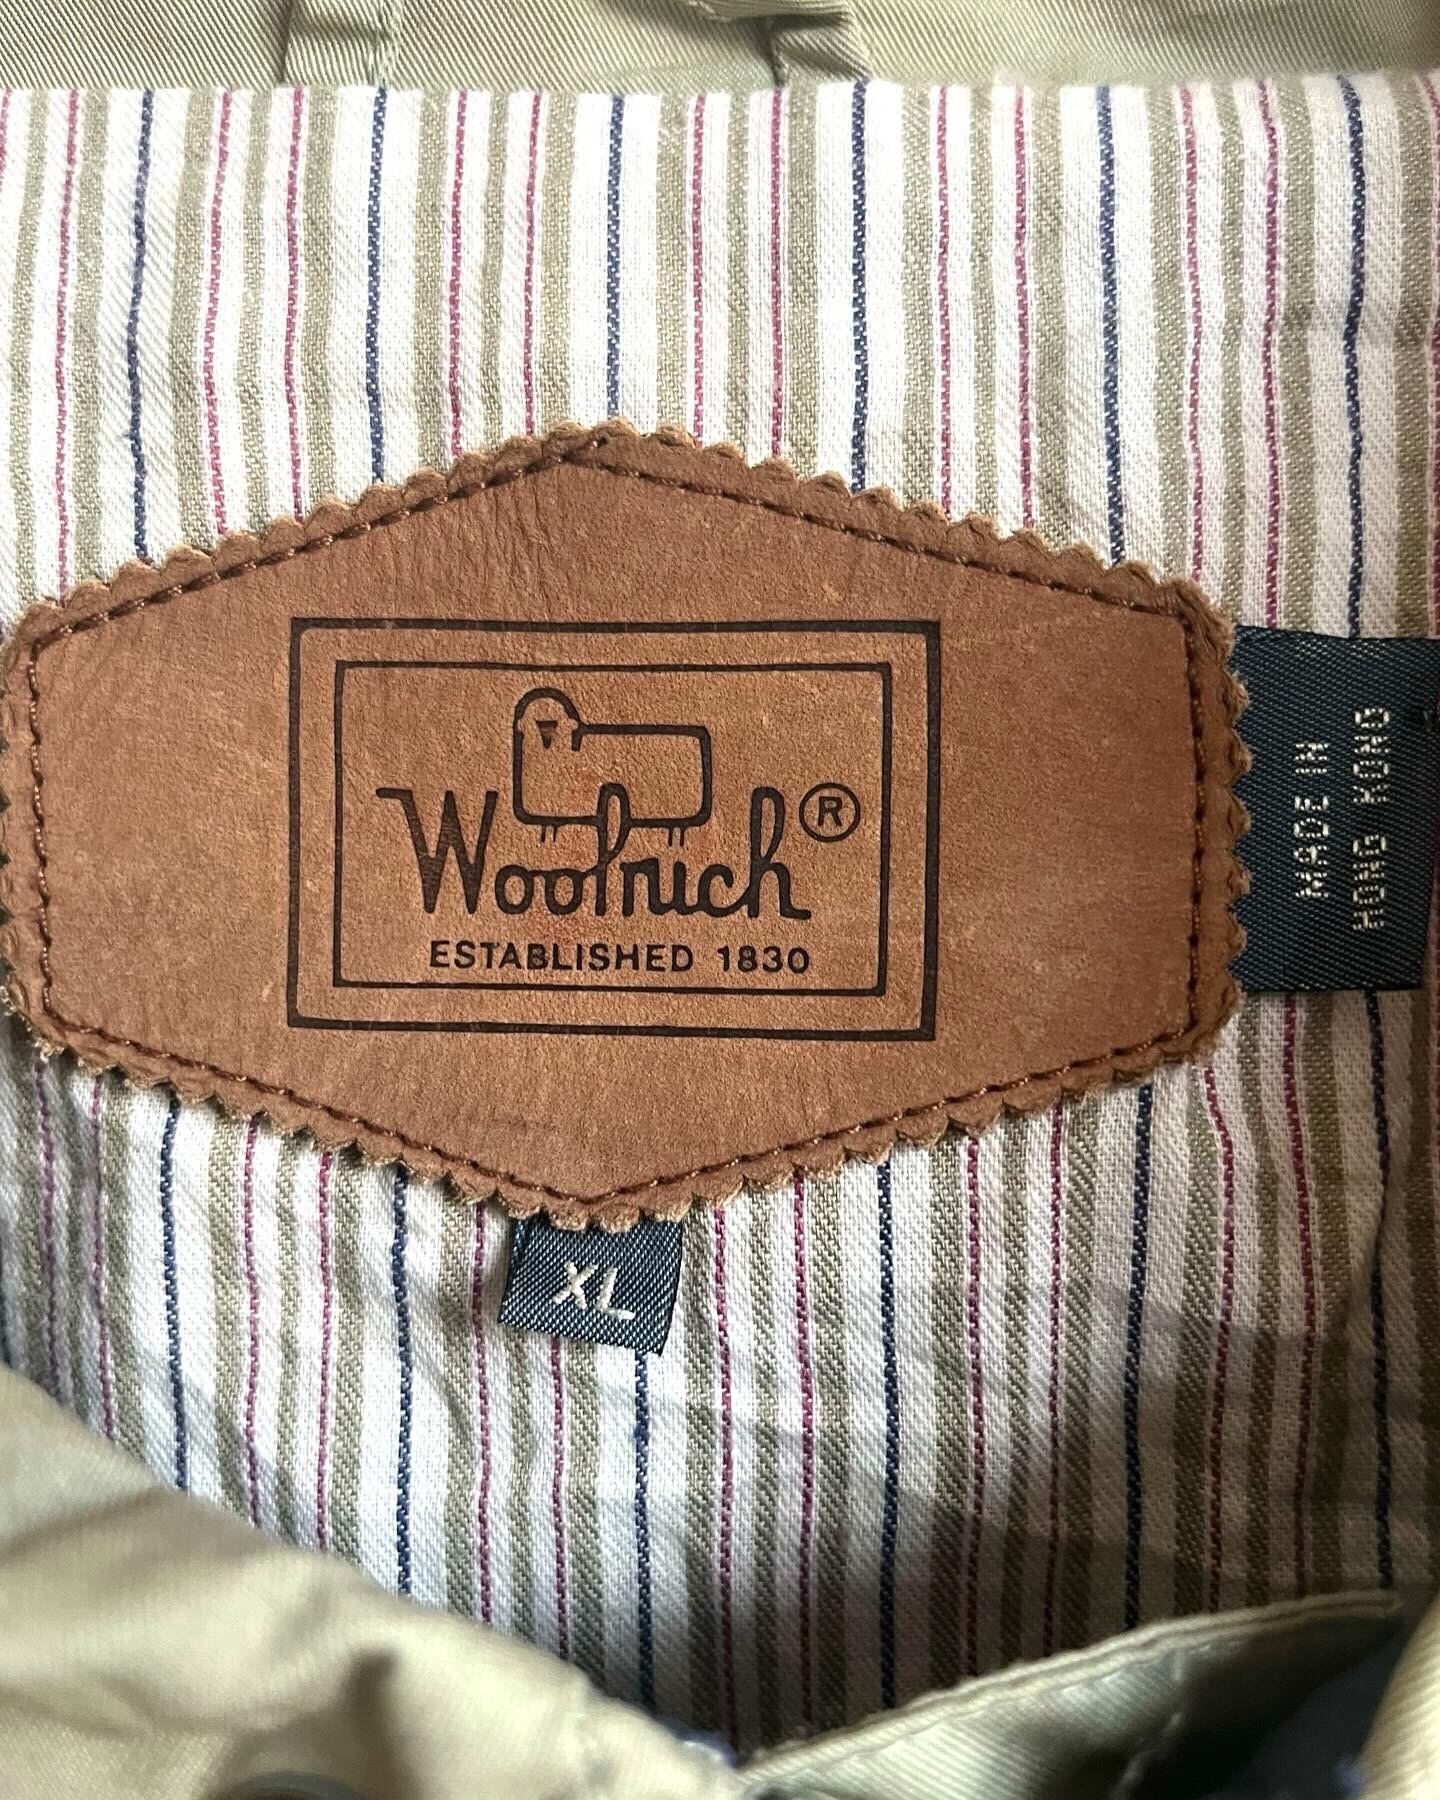 Woolrich®
ESTABLISHED 1830
MADE IN
HONG KONG
XL